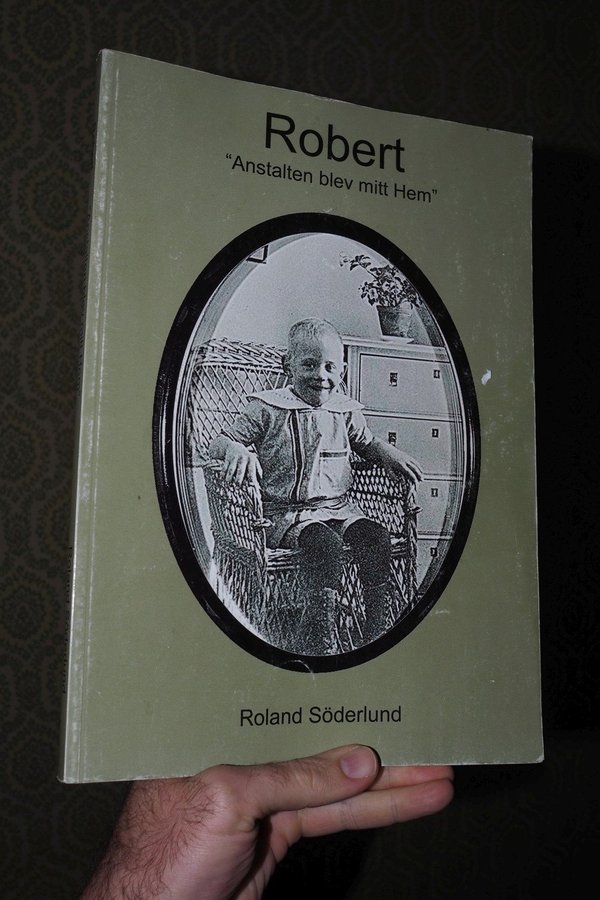 Robert
“Anstalten blev mitt Hem”
Roland Söderlund